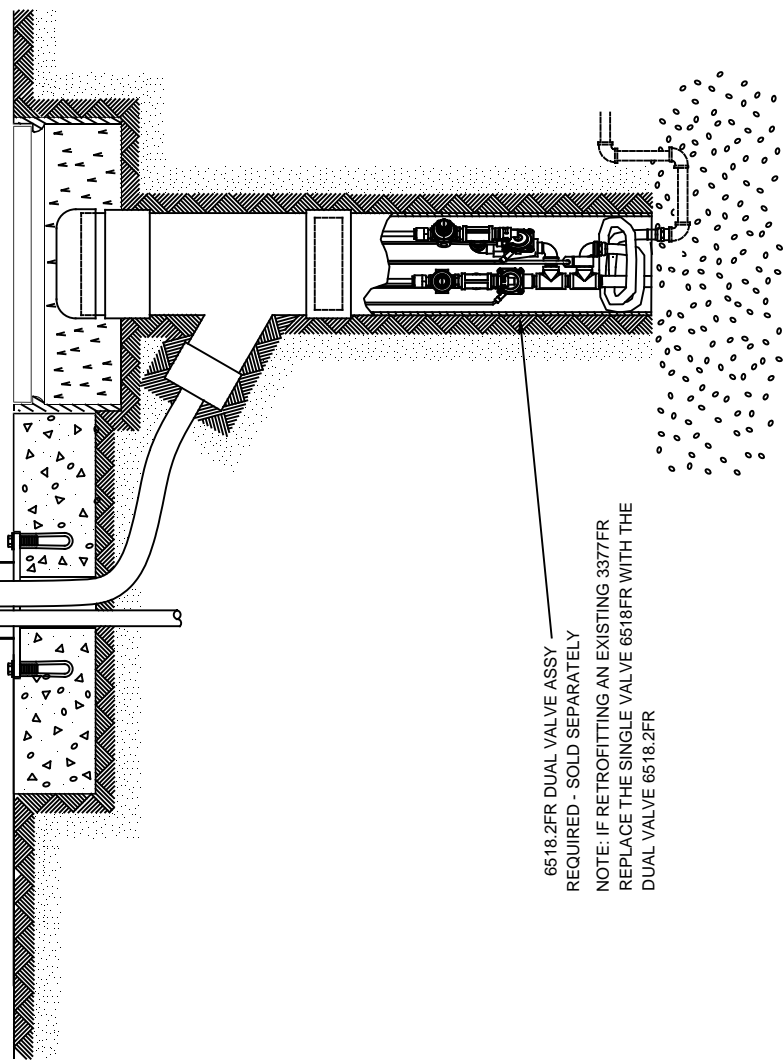 6518.2FR DUAL VALVE ASSY
REQUIRED - SOLD SEPARATELY
NOTE: IF RETROFITTING AN EXISTING 3377FR
REPLACE THE SINGLE VALVE 6518FR WITH THE
DUAL VALVE 6518.2FR